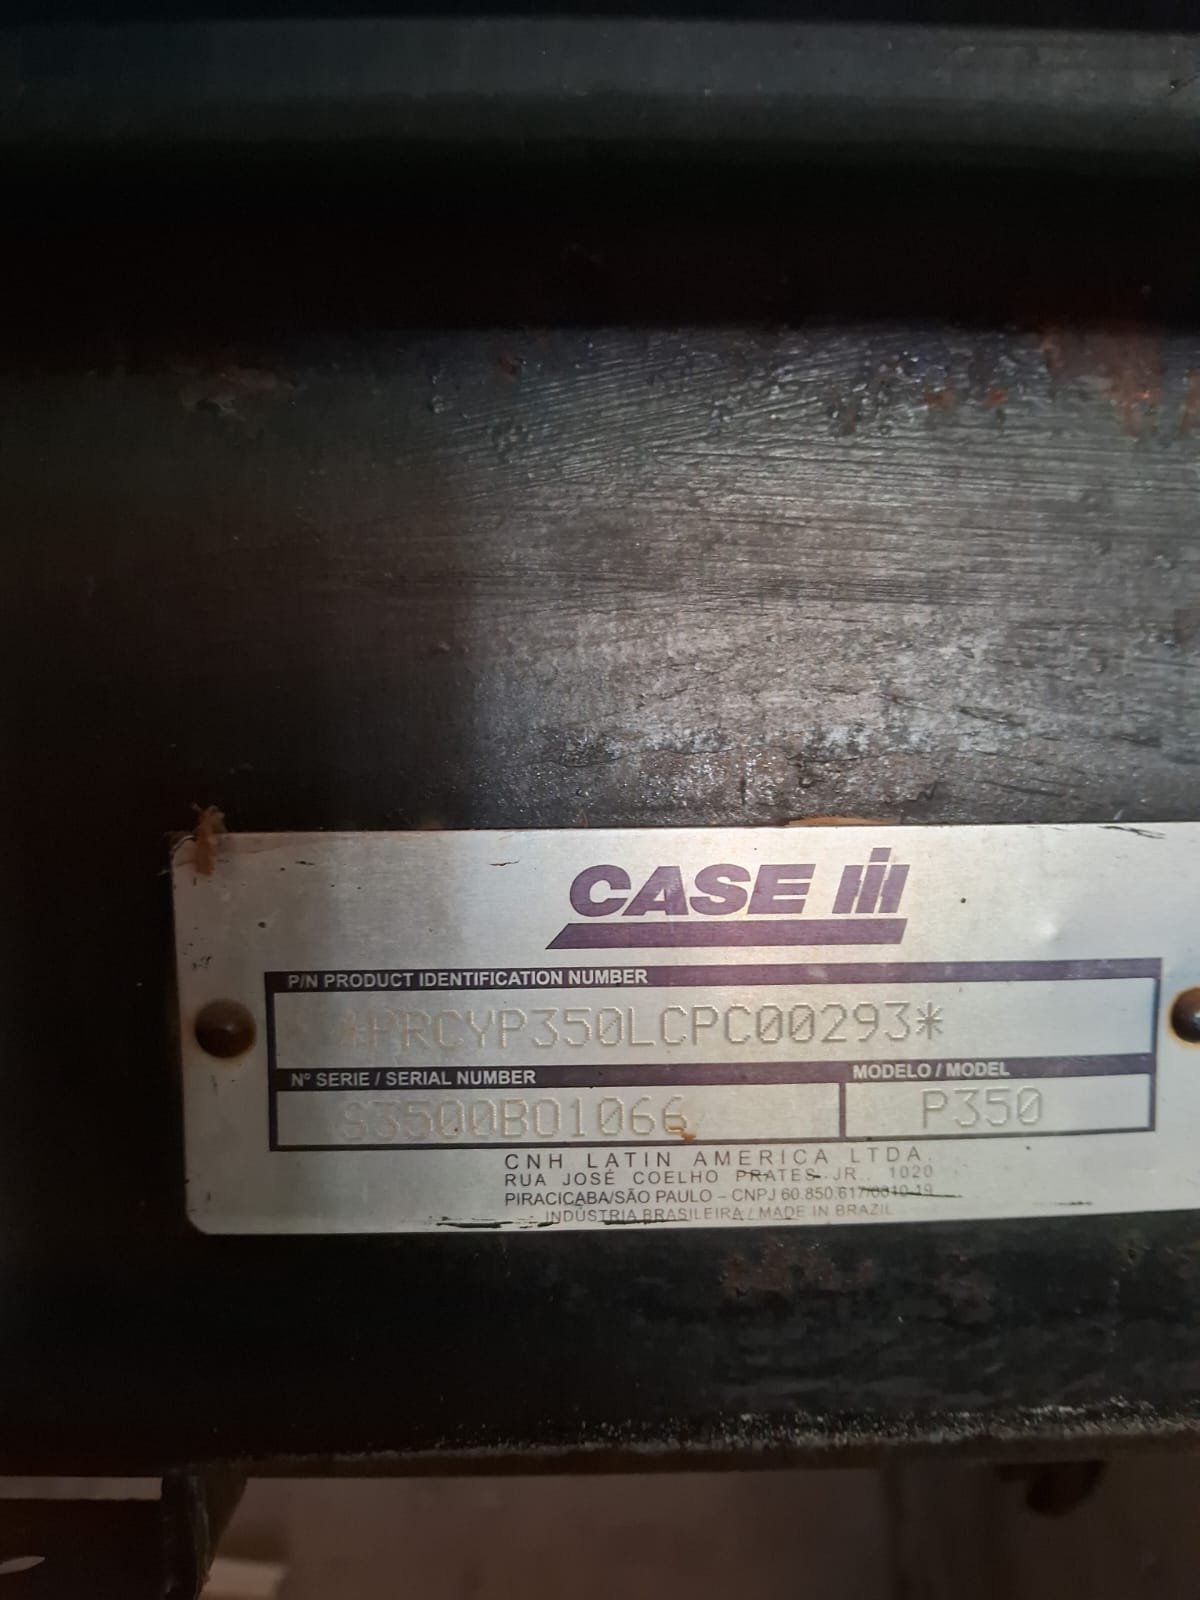 CASE IH
P/N PRODUCT IDENTIFICATION NUMBER
*PRCYP350LCPC00293*
Nº SERIE / SERIAL NUMBER
MODELO / MODEL
S3500B01066
P350
CNH LATIN AMERICA LTDA.
RUA JOSÉ COELHO PRATES JR., 1020
PIRACICABA/SÃO PAULO – CNPJ 60.850.617/0010-19
INDÚSTRIA BRASILEIRA / MADE IN BRAZIL